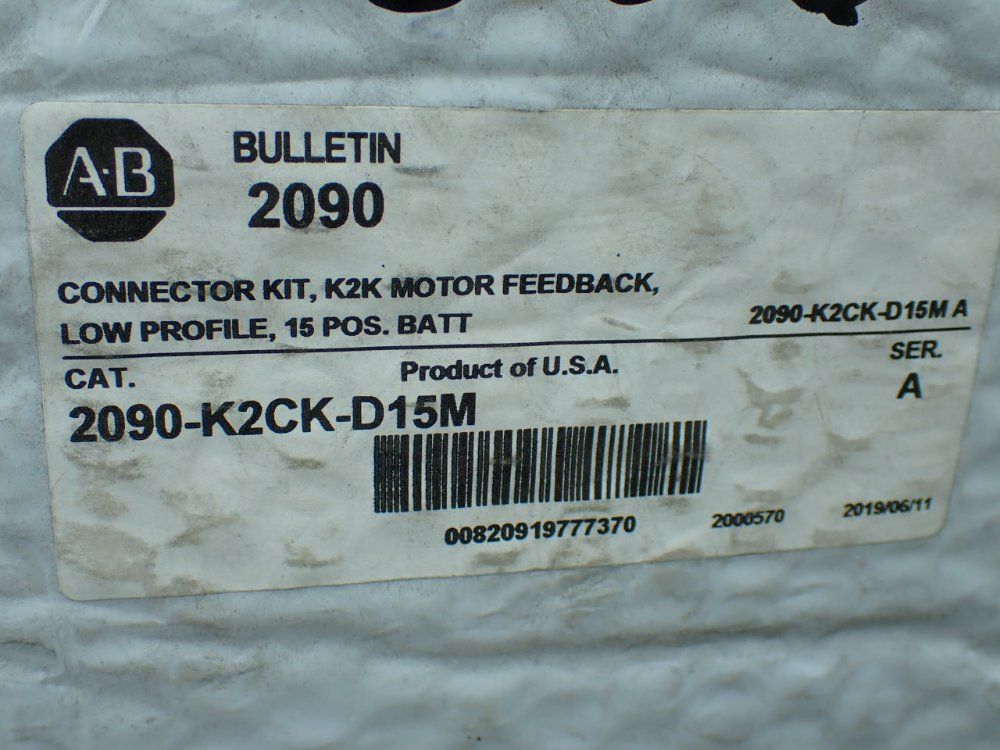 A·B
BULLETIN
2090
CONNECTOR KIT, K2K MOTOR FEEDBACK,
LOW PROFILE, 15 POS. BATT
2090-K2CK-D15M A
CAT.
Product of U.S.A.
SER.
2090-K2CK-D15M
A
00820919777370
2000570
2019/06/11